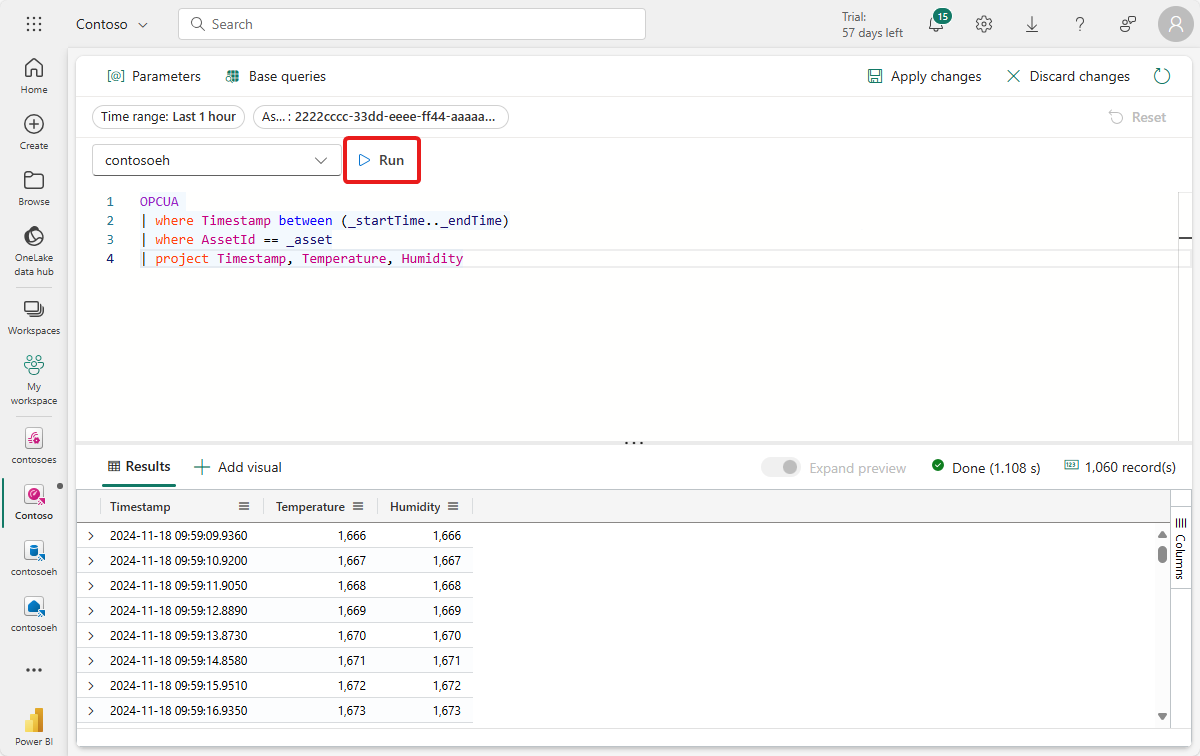 Contoso
Search
Trial:
57 days left
15
Home
Create
Browse
OneLake
data hub
Workspaces
My
workspace
contosoes
Contoso
contosoeh
contosoeh
Power BI
[@] Parameters
Base queries
Apply changes
Discard changes
Time range: Last 1 hour
As... : 2222cccc-33dd-eeee-ff44-aaaaa...
Reset
contosoeh
Run
1 OPCUA
2 | where Timestamp between (_startTime.._endTime)
3 | where AssetId == _asset
4 | project Timestamp, Temperature, Humidity
Results
Add visual
Expand preview
Done (1.108 s)
123
1,060 record(s)
Timestamp Temperature Humidity
2024-11-18 09:59:09.9360 1,666 1,666
2024-11-18 09:59:10.9200 1,667 1,667
2024-11-18 09:59:11.9050 1,668 1,668
2024-11-18 09:59:12.8890 1,669 1,669
2024-11-18 09:59:13.8730 1,670 1,670
2024-11-18 09:59:14.8580 1,671 1,671
2024-11-18 09:59:15.9510 1,672 1,672
2024-11-18 09:59:16.9350 1,673 1,673
Columns